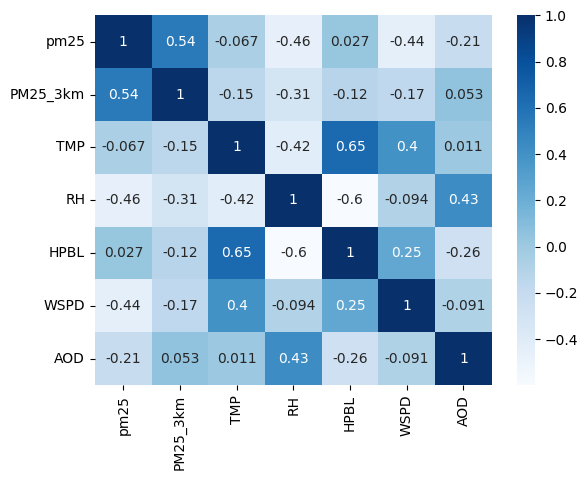 pm25 1 0.54 -0.067 -0.46 0.027 -0.44 -0.21
PM25_3km 0.54 1 -0.15 -0.31 -0.12 -0.17 0.053
TMP -0.067 -0.15 1 -0.42 0.65 0.4 0.011
RH -0.46 -0.31 -0.42 1 -0.6 -0.094 0.43
HPBL 0.027 -0.12 0.65 -0.6 1 0.25 -0.26
WSPD -0.44 -0.17 0.4 -0.094 0.25 1 -0.091
AOD -0.21 0.053 0.011 0.43 -0.26 -0.091 1
pm25 PM25_3km TMP RH HPBL WSPD AOD
1.0
0.8
0.6
0.4
0.2
0.0
−0.2
−0.4